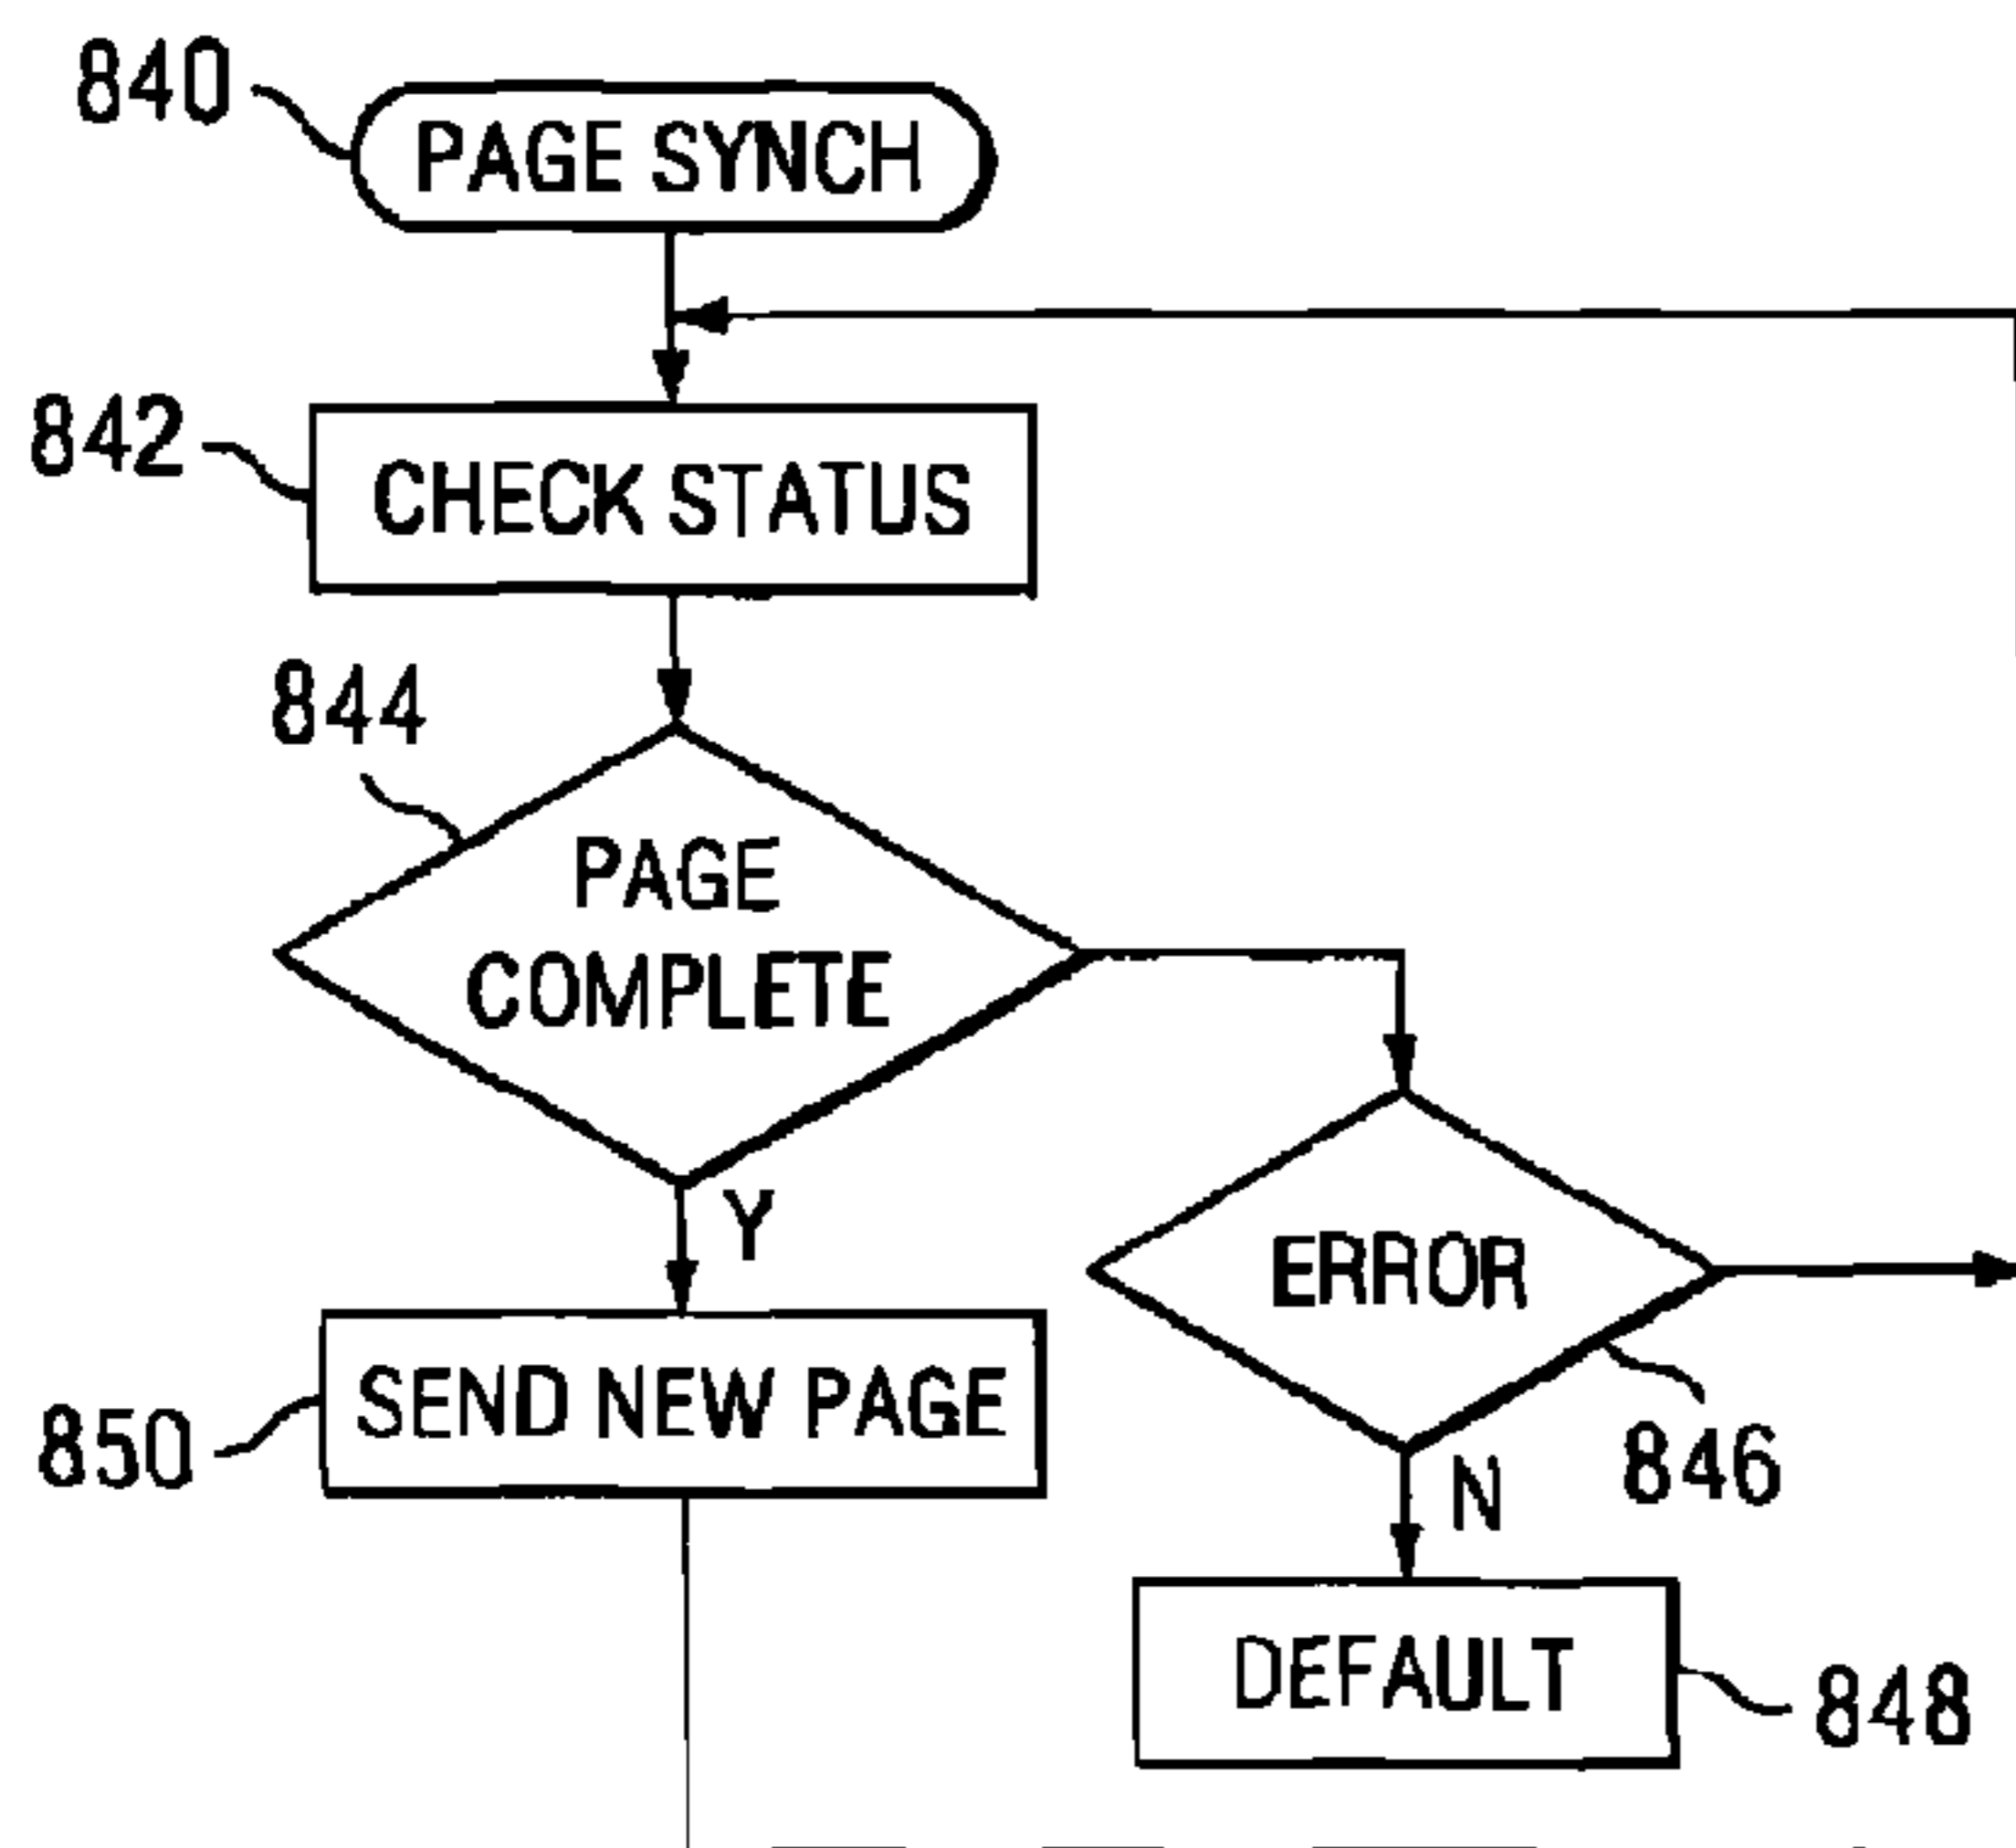 840
PAGE SYNCH
842
CHECK STATUS
844
PAGE
COMPLETE
Y
ERROR
846
850
SEND NEW PAGE
N
DEFAULT
848